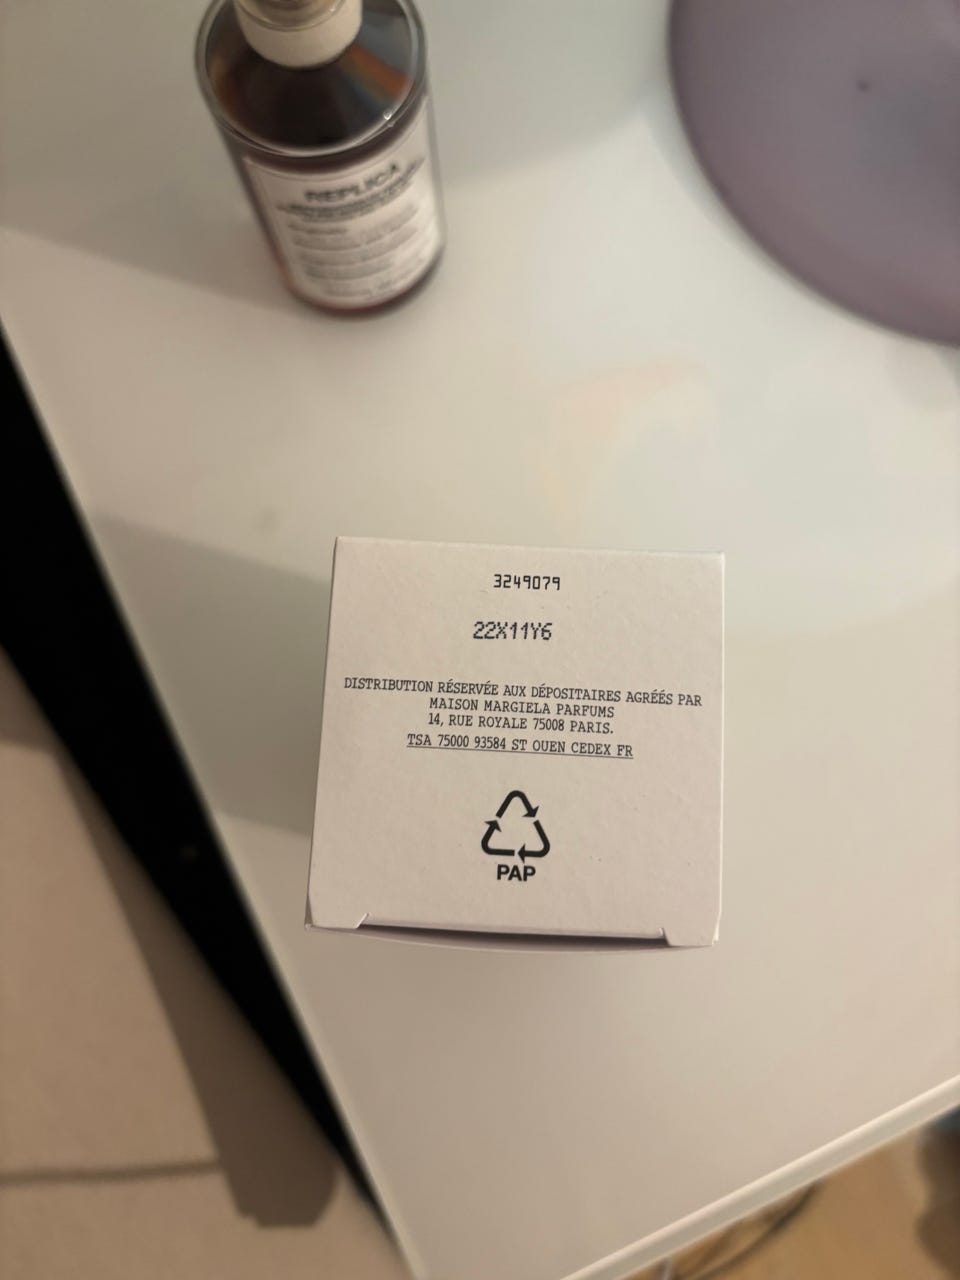 REPLICA
3249079
22X11Y6
DISTRIBUTION RÉSERVÉE AUX DÉPOSITAIRES AGRÉÉS PAR
MAISON MARGIELA PARFUMS
14, RUE ROYALE 75008 PARIS.
TSA 75000 93584 ST OUEN CEDEX FR
PAP